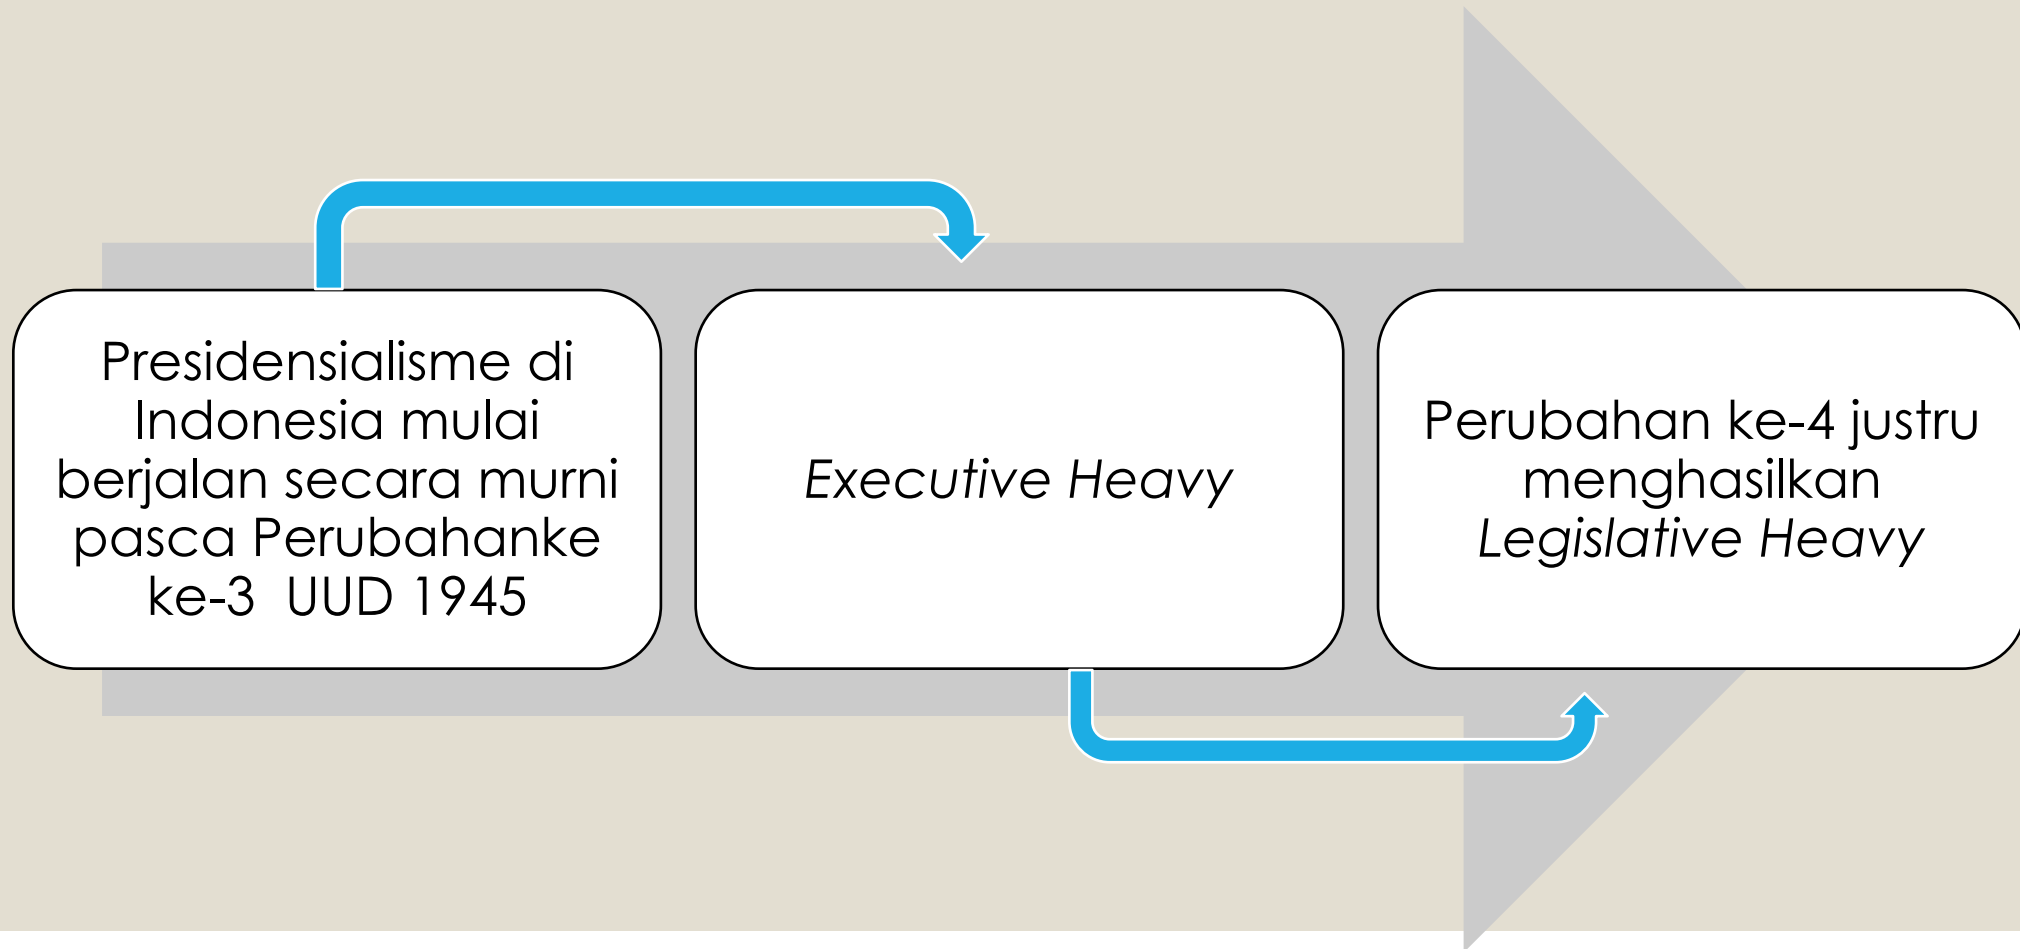 Presidensialisme di
Indonesia mulai
berjalan secara murni
pasca Perubahanke
ke-3 UUD 1945
Executive Heavy
Perubahan ke-4 justru
menghasilkan
Legislative Heavy